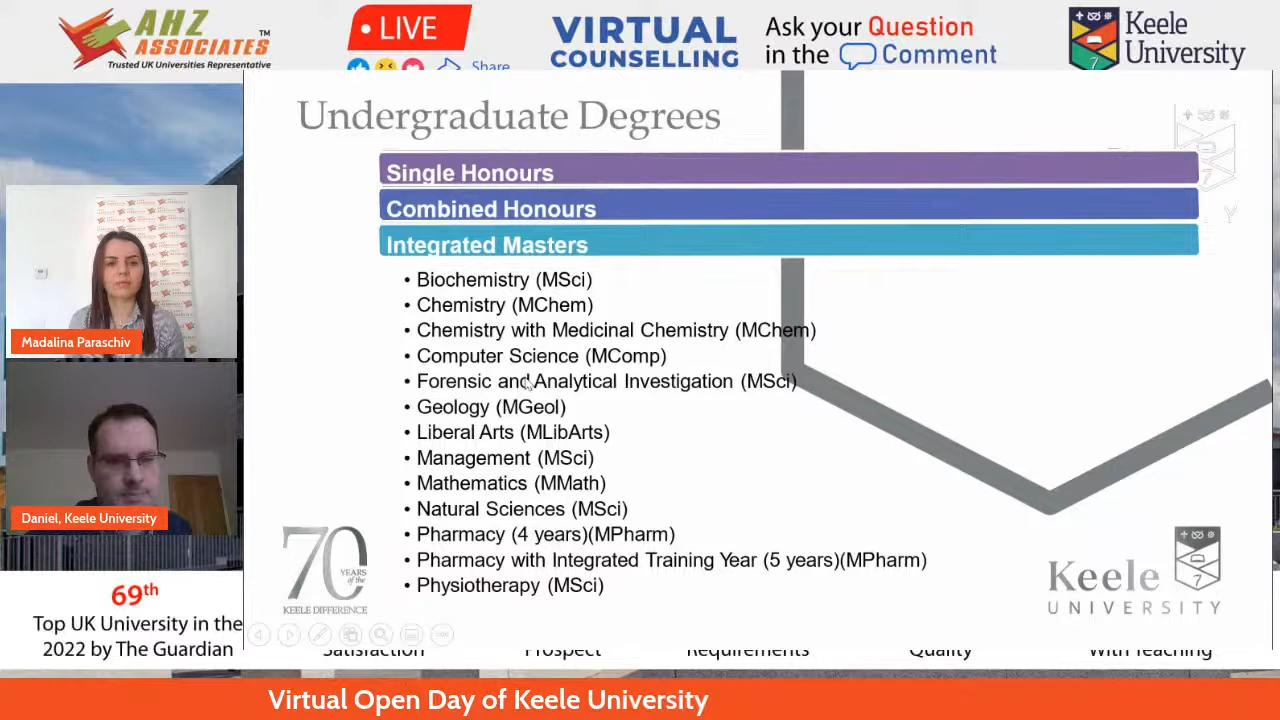 AHZ
ASSOCIATES
TM
Trusted UK Universities Representative
LIVE
Share
VIRTUAL
COUNSELLING
Ask your Question
in the Comment
Keele
University
Undergraduate Degrees
Single Honours
Combined Honours
Integrated Masters
• Biochemistry (MSci)
• Chemistry (MChem)
• Chemistry with Medicinal Chemistry (MChem)
• Computer Science (MComp)
• Forensic and Analytical Investigation (MSci)
• Geology (MGeol)
• Liberal Arts (MLibArts)
• Management (MSci)
• Mathematics (MMath)
• Natural Sciences (MSci)
• Pharmacy (4 years)(MPharm)
• Pharmacy with Integrated Training Year (5 years)(MPharm)
• Physiotherapy (MSci)
Madalina Paraschiv
Daniel, Keele University
70
YEARS
of the
KEELE DIFFERENCE
Keele
UNIVERSITY
69th
Top UK University in the
2022 by The Guardian
Satisfaction
Prospect
Requirements
Quality
With Teaching
Virtual Open Day of Keele University